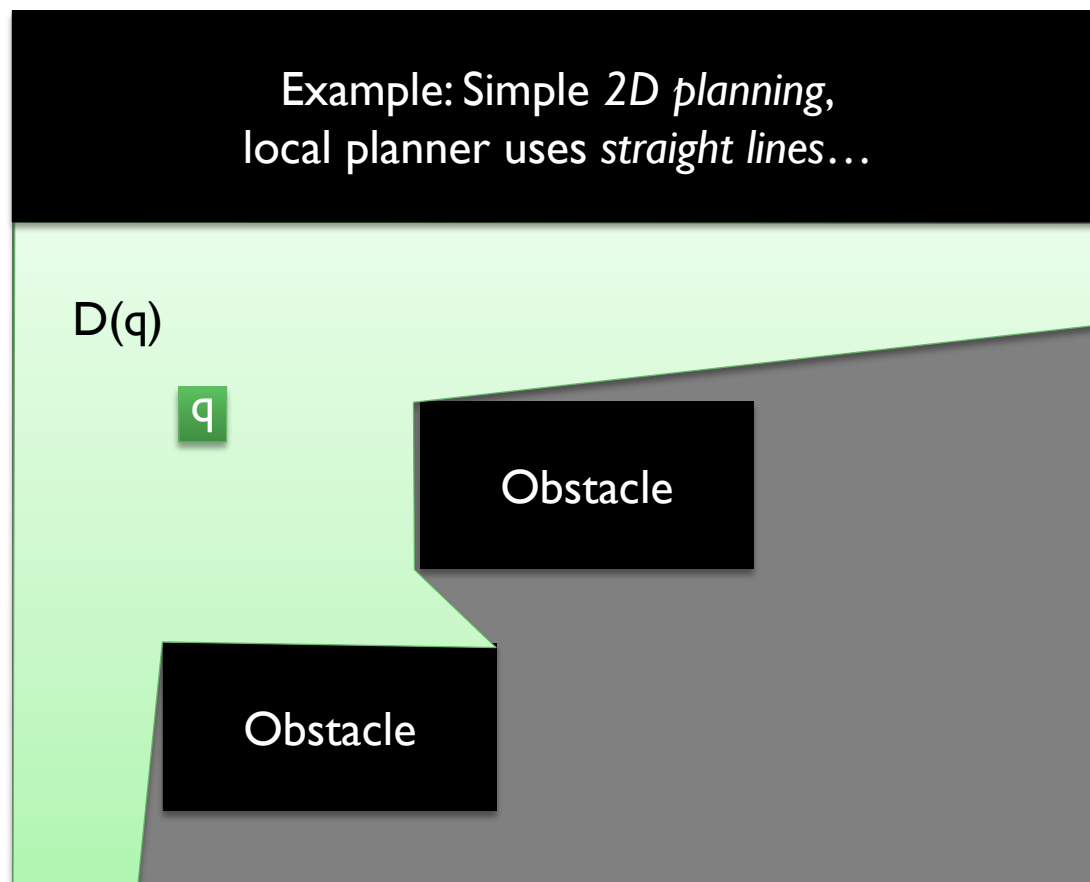 Example: Simple 2D planning,
local planner uses straight lines…
D(q)
q
Obstacle
Obstacle